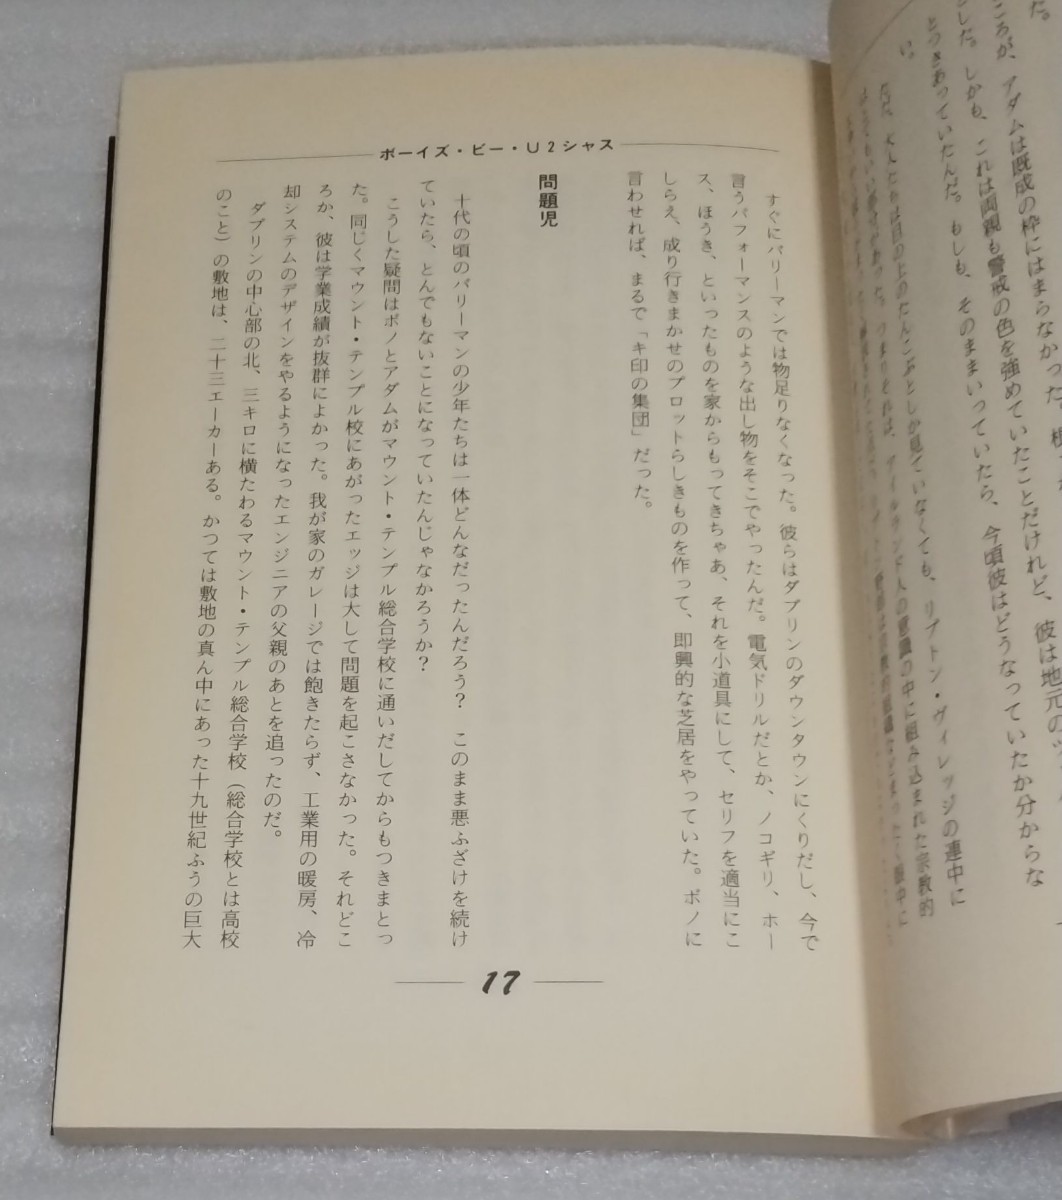 た。
ころが、アダムは既成の枠にはまらなかった。
した。しかも、これは両親も警戒の色を強めていたことだけれど、彼は地元の
とつきあっていたんだ。もしも、そのままいっていたら、今頃彼はどうなっていたか分からな
い。
大人たちは目の上のたんこぶとしか見ていなくても、リプトン・ヴィレッジの連中に
ボーイズ・ビー・U2シャス
すぐにバリーマンでは物足りなくなった。彼らはダブリンのダウンタウンにくりだし、今で
言うパフォーマンスのような出し物をそこでやったんだ。電気ドリルだとか、ノコギリ、ホー
ス、ほうき、といったものを家からもってきちゃあ、それを小道具にして、セリフを適当にこ
しらえ、成り行きまかせのプロットらしきものを作って、即興的な芝居をやっていた。ボノに
言わせれば、まるで「キ印の集団」だった。
問題児
十代の頃のバリーマンの少年たちは一体どんなだったんだろう？　このまま悪ふざけを続け
ていたら、とんでもないことになっていたんじゃなかろうか？
こうした疑問はボノとアダムがマウント・テンプル総合学校に通いだしてからもつきまとっ
た。同じくマウント・テンプル校にあがったエッジは大して問題を起こさなかった。それどこ
ろか、彼は学業成績が抜群によかった。我が家のガレージでは飽きたらず、工業用の暖房、冷
却システムのデザインをやるようになったエンジニアの父親のあとを追ったのだ。
ダブリンの中心部の北、三キロに横たわるマウント・テンプル総合学校（総合学校とは高校
のこと）の敷地は、二十三エーカーある。かつては敷地の真ん中にあった十九世紀ふうの巨大
17